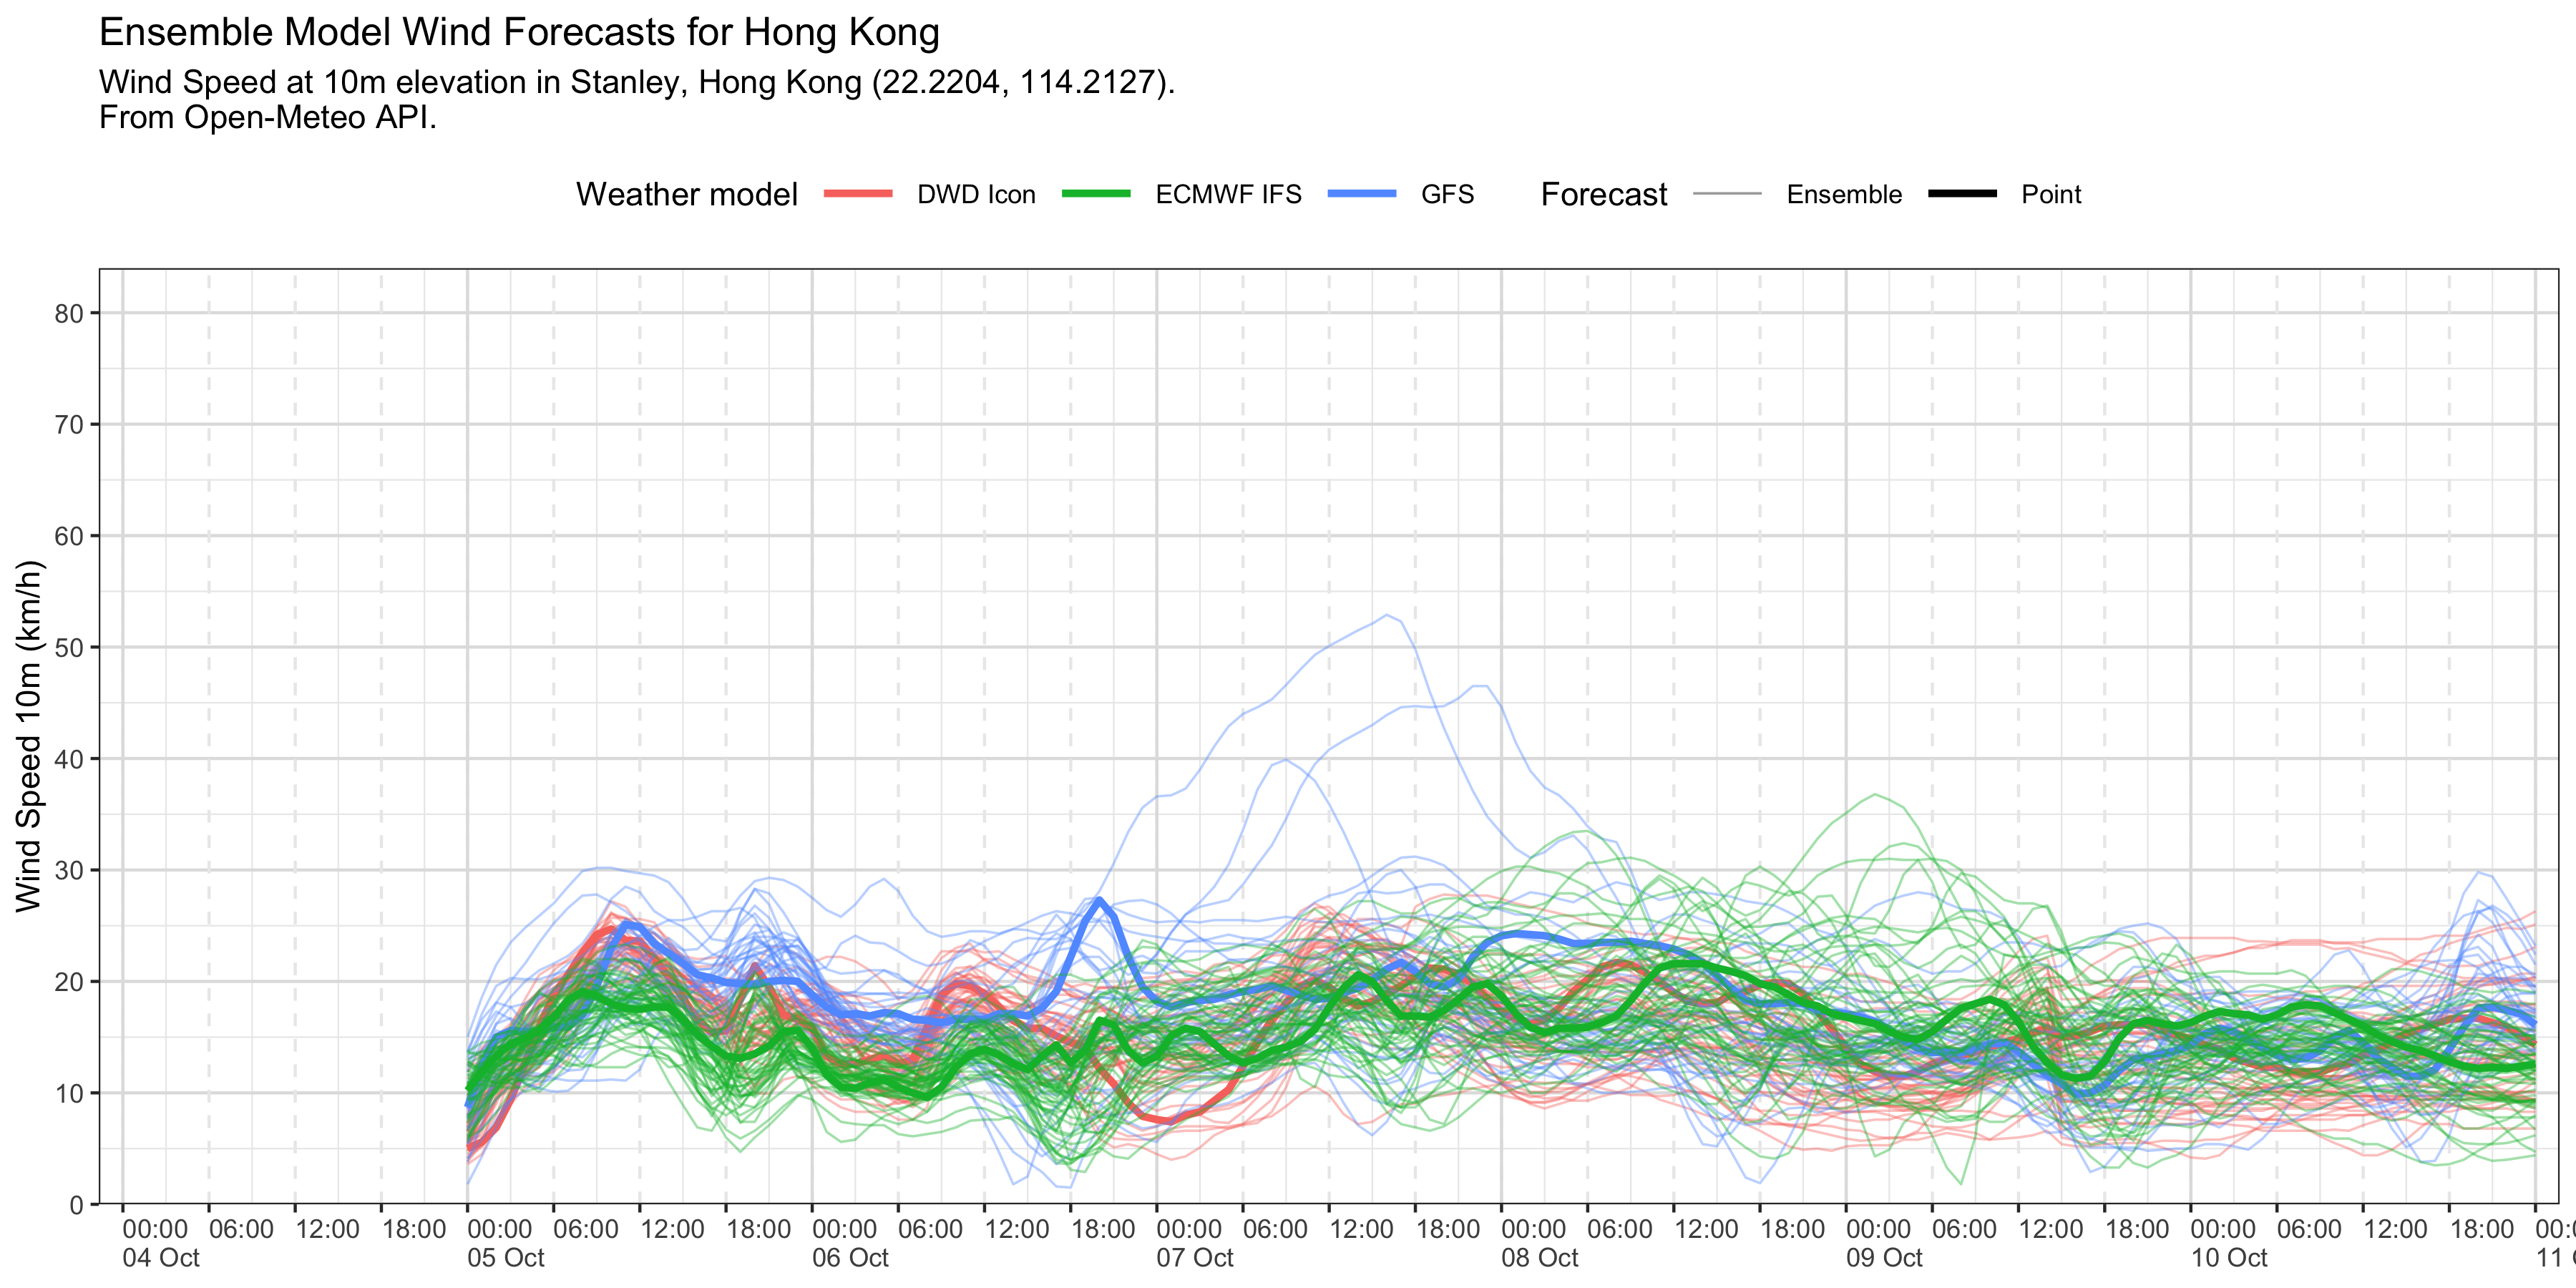 Ensemble Model Wind Forecasts for Hong Kong
Wind Speed at 10m elevation in Stanley, Hong Kong (22.2204, 114.2127).
From Open-Meteo API.
Weather model DWD Icon ECMWF IFS GFS Forecast Ensemble Point
Wind Speed 10m (km/h)
80
70
60
50
40
30
20
10
0
00:00 06:00 12:00 18:00 00:00 06:00 12:00 18:00 00:00 06:00 12:00 18:00 00:00 06:00 12:00 18:00 00:00 06:00 12:00 18:00 00:00 06:00 12:00 18:00 00:00 06:00 12:00 18:00 00:0
04 Oct 05 Oct 06 Oct 07 Oct 08 Oct 09 Oct 10 Oct 11